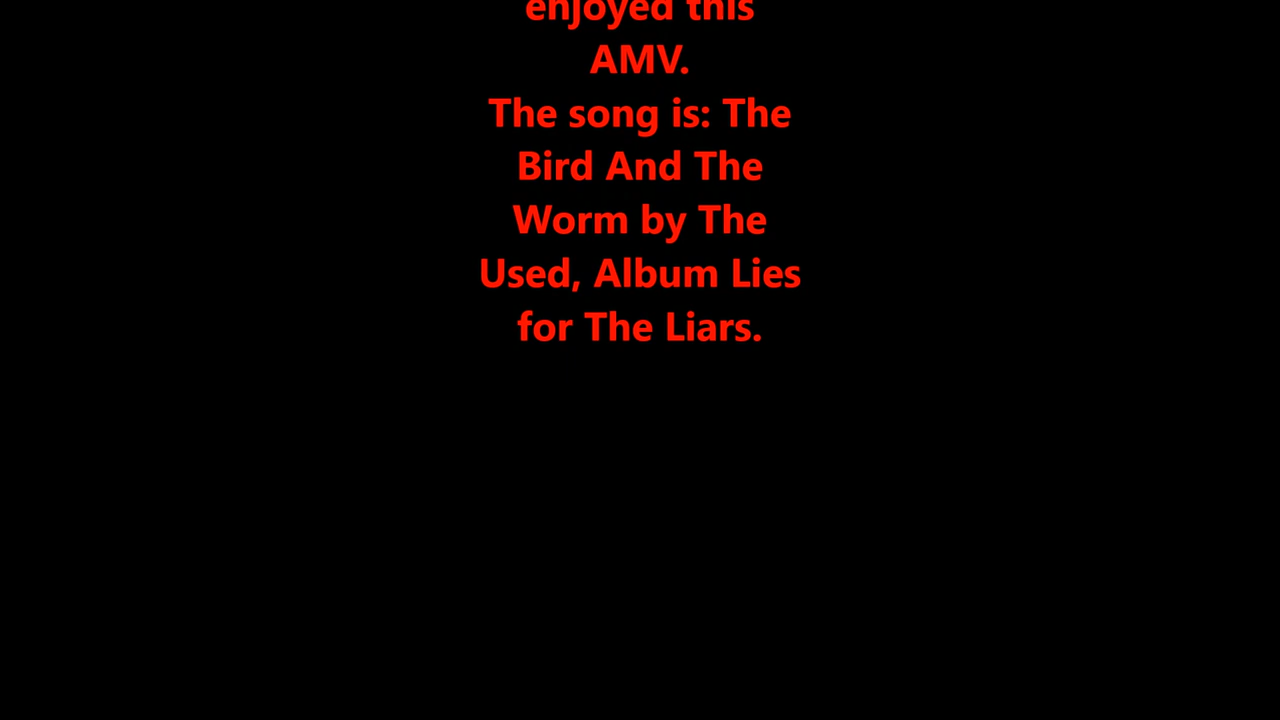 enjoyed this
AMV.
The song is: The
Bird And The
Worm by The
Used, Album Lies
for The Liars.